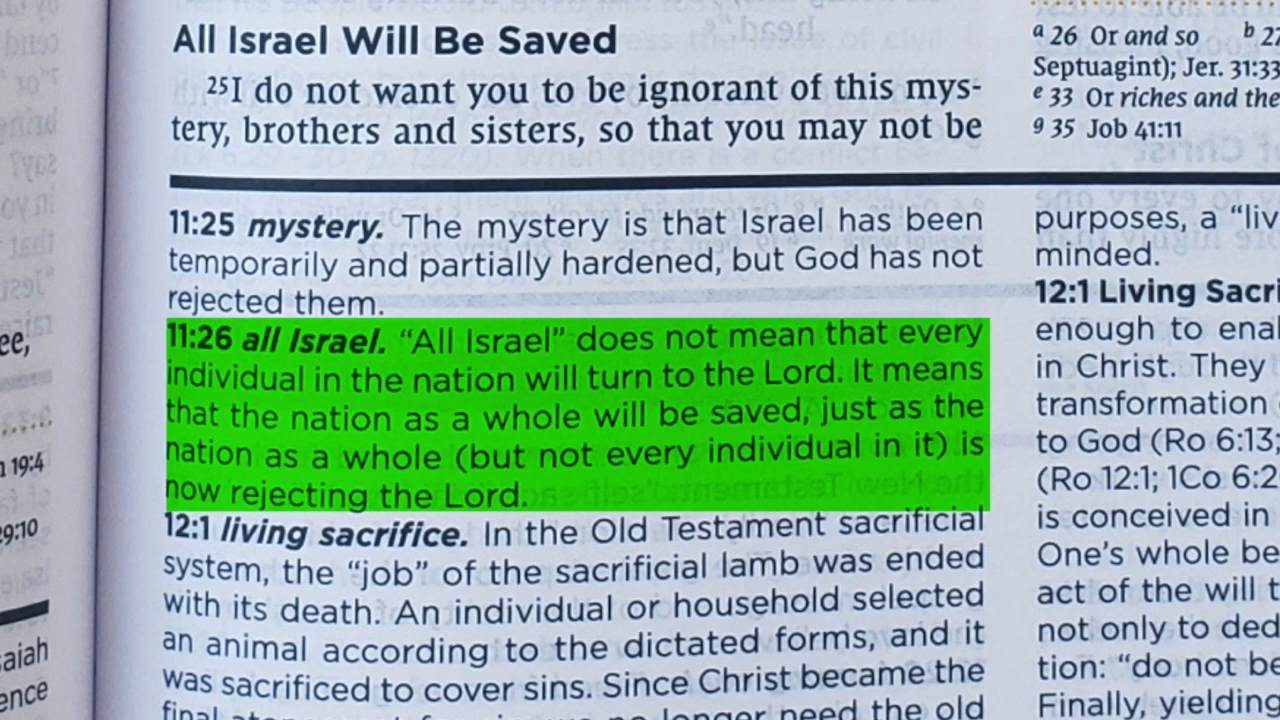 All Israel Will Be Saved
²⁵I do not want you to be ignorant of this mys-
tery, brothers and sisters, so that you may not be
11:25 mystery. The mystery is that Israel has been
temporarily and partially hardened, but God has not
rejected them.
11:26 all Israel. “All Israel” does not mean that every
individual in the nation will turn to the Lord. It means
that the nation as a whole will be saved, just as the
nation as a whole (but not every individual in it) is
now rejecting the Lord.
12:1 living sacrifice. In the Old Testament sacrificial
system, the “job” of the sacrificial lamb was ended
with its death. An individual or household selected
an animal according to the dictated forms, and it
was sacrificed to cover sins. Since Christ became the
no longer need the old
ᵃ 26 Or and so ᵇ 27
Septuagint); Jer. 31:33
ᵉ 33 Or riches and the
ᵍ 35 Job 41:11
purposes, a “liv
minded.
12:1 Living Sacri
enough to ena
in Christ. They
transformation
to God (Ro 6:13;
(Ro 12:1; 1Co 6:2
is conceived in
One’s whole be
act of the will t
not only to ded
tion: “do not be
Finally, yielding
ee,
19:4
29:10
saiah
ence